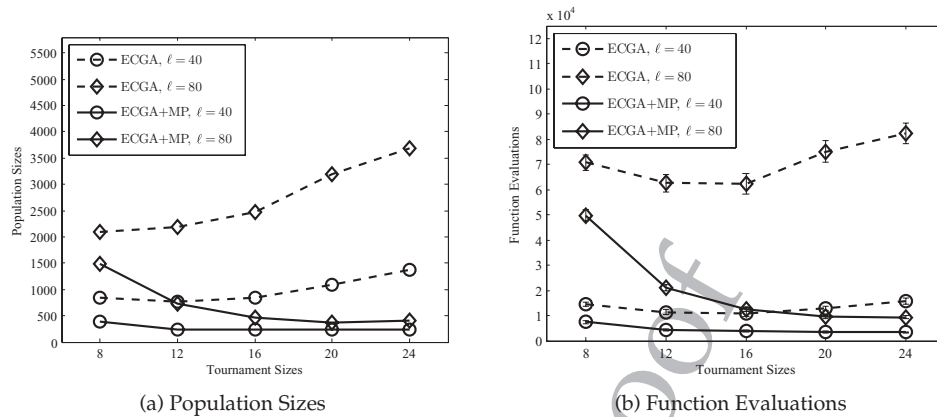 5500
5000
4500
4000
3500
3000
2500
2000
1500
1000
500
0
Population Sizes
ECGA, ℓ = 40
ECGA, ℓ = 80
ECGA+MP, ℓ = 40
ECGA+MP, ℓ = 80
8 12 16 20 24
Tournament Sizes
(a) Population Sizes
x 10⁴
12
11
10
9
8
7
6
5
4
3
2
1
0
Function Evaluations
ECGA, ℓ = 40
ECGA, ℓ = 80
ECGA+MP, ℓ = 40
ECGA+MP, ℓ = 80
8 12 16 20 24
Tournament Sizes
(b) Function Evaluations
oof